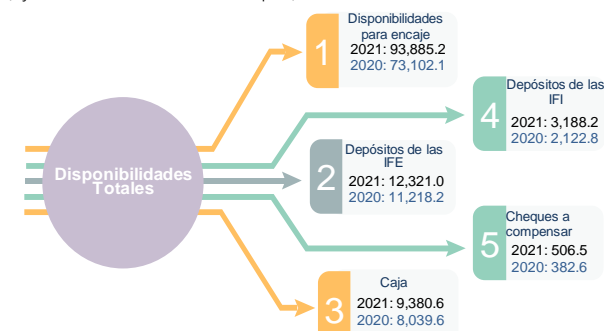 Disponibilidades
Totales
1
Disponibilidades
para encaje
2021: 93,885.2
2020: 73,102.1
2
Depósitos de las
IFE
2021: 12,321.0
2020: 11,218.2
3
Caja
2021: 9,380.6
2020: 8,039.6
4
Depósitos de las
IFI
2021: 3,188.2
2020: 2,122.8
5
Cheques a
compensar
2021: 506.5
2020: 382.6